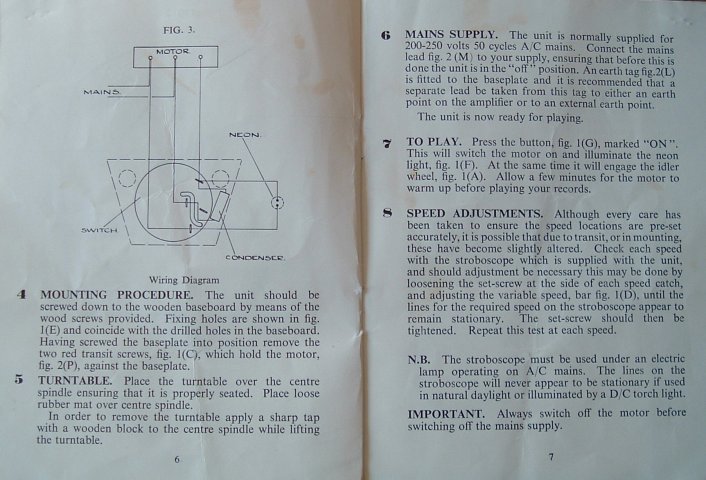 FIG. 3.
MOTOR.
MAINS.
NEON.
SWITCH.
CONDENSER.
Wiring Diagram
4 MOUNTING PROCEDURE. The unit should be
screwed down to the wooden baseboard by means of the
wood screws provided. Fixing holes are shown in fig.
1(E) and coincide with the drilled holes in the baseboard.
Having screwed the baseplate into position remove the
two red transit screws, fig. 1(C), which hold the motor,
fig. 2(P), against the baseplate.
5 TURNTABLE. Place the turntable over the centre
spindle ensuring that it is properly seated. Place loose
rubber mat over centre spindle.
In order to remove the turntable apply a sharp tap
with a wooden block to the centre spindle while lifting
the turntable.
6
6 MAINS SUPPLY. The unit is normally supplied for
200-250 volts 50 cycles A/C mains. Connect the mains
lead fig. 2 (M) to your supply, ensuring that before this is
done the unit is in the "off" position. An earth tag fig.2(L)
is fitted to the baseplate and it is recommended that a
separate lead be taken from this tag to either an earth
point on the amplifier or to an external earth point.
The unit is now ready for playing.
7 TO PLAY. Press the button, fig. 1(G), marked "ON".
This will switch the motor on and illuminate the neon
light, fig. 1(F). At the same time it will engage the idler
wheel, fig. 1(A). Allow a few minutes for the motor to
warm up before playing your records.
8 SPEED ADJUSTMENTS. Although every care has
been taken to ensure the speed locations are pre-set
accurately, it is possible that due to transit, or in mounting,
these have become slightly altered. Check each speed
with the stroboscope which is supplied with the unit,
and should adjustment be necessary this may be done by
loosening the set-screw at the side of each speed catch,
and adjusting the variable speed, bar fig. 1(D), until the
lines for the required speed on the stroboscope appear to
remain stationary. The set-screw should then be
tightened. Repeat this test at each speed.
N.B. The stroboscope must be used under an electric
lamp operating on A/C mains. The lines on the
stroboscope will never appear to be stationary if used
in natural daylight or illuminated by a D/C torch light.
IMPORTANT. Always switch off the motor before
switching off the mains supply.
7